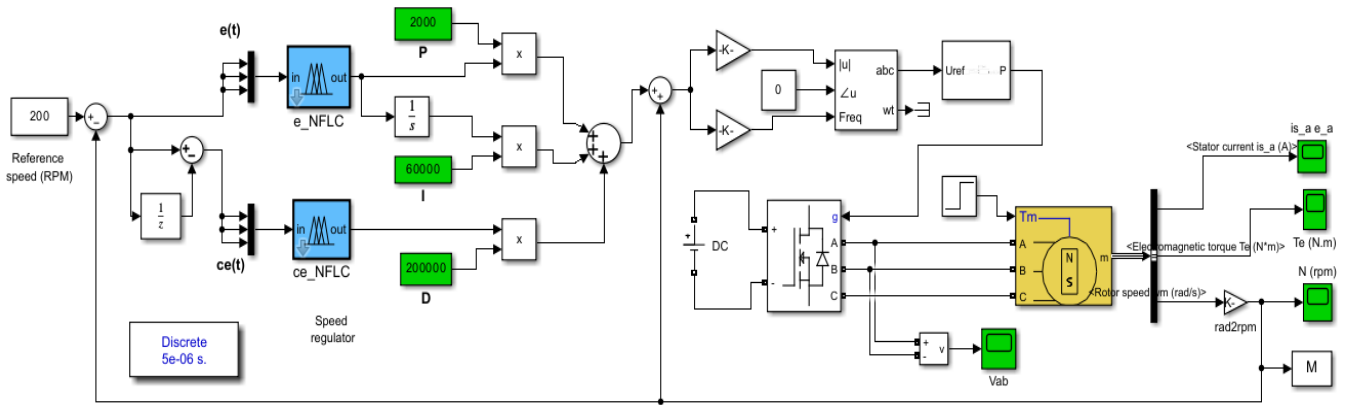 e(t)
2000
P
x
in
out
e_NFLC
-K-
|u|
∠u
Freq
abc
wt
0
Uref
P
200
+
-
Reference
speed (RPM)
1
s
x
+
+
+
+
+
-K-
60000
I
is_a e_a
<Stator current is_a (A)>
+
-
1
z
ce(t)
in
out
ce_NFLC
x
200000
D
DC
+
-
g
A
B
C
Tm
A
B
C
N
S
m
Te (N.m)
<Electromagnetic torque Te (N*m)>
N (rpm)
<Rotor speed wm (rad/s)>
K-
rad2rpm
Speed
regulator
Discrete
5e-06 s.
+
-
v
Vab
M